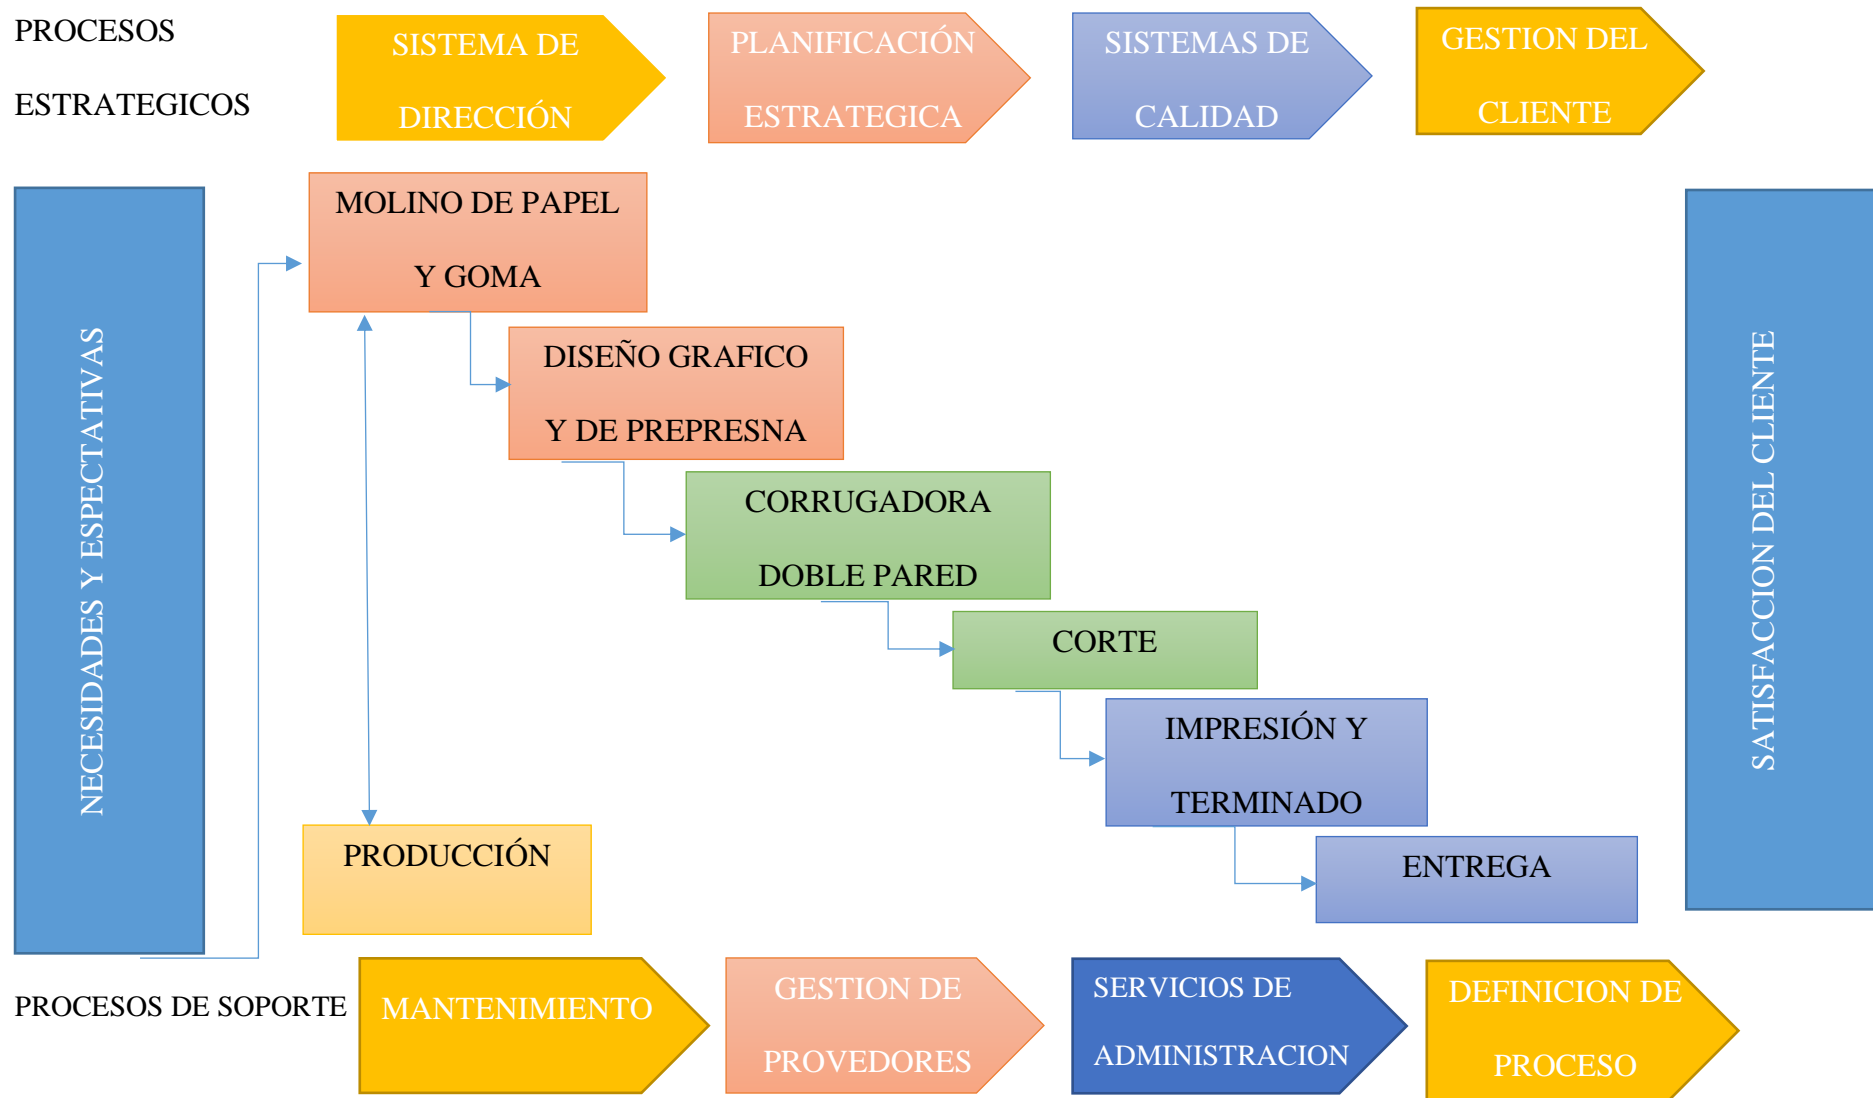 PROCESOS
ESTRATEGICOS
SISTEMA DE
DIRECCIÓN
PLANIFICACIÓN
ESTRATEGICA
SISTEMAS DE
CALIDAD
GESTION DEL
CLIENTE
NECESIDADES Y ESPECTATIVAS
MOLINO DE PAPEL
Y GOMA
DISEÑO GRAFICO
Y DE PREPRESNA
CORRUGADORA
DOBLE PARED
CORTE
IMPRESIÓN Y
TERMINADO
PRODUCCIÓN
ENTREGA
SATISFACCION DEL CLIENTE
PROCESOS DE SOPORTE
MANTENIMIENTO
GESTION DE
PROVEDORES
SERVICIOS DE
ADMINISTRACION
DEFINICION DE
PROCESO